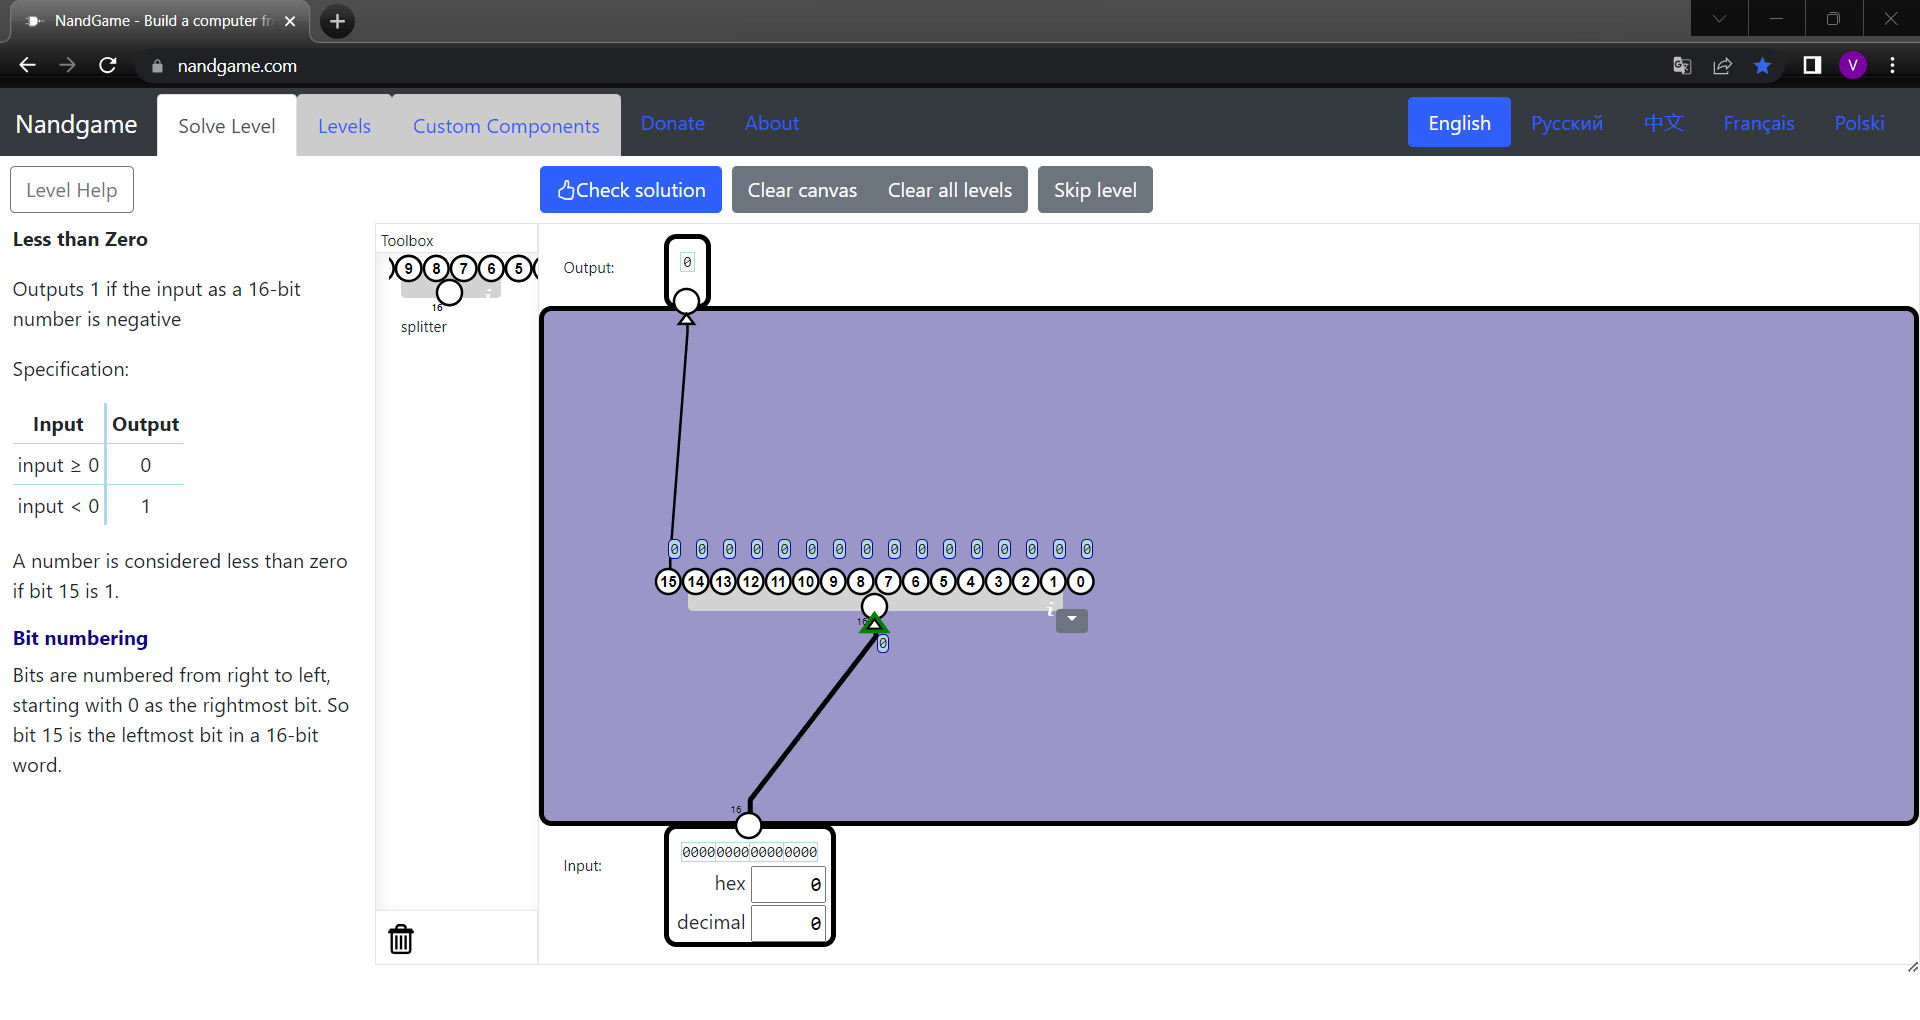 NandGame - Build a computer fr
nandgame.com
V
Nandgame
Solve Level
Levels
Custom Components
Donate
About
English
Русский
中文
Français
Polski
Level Help
Check solution
Clear canvas
Clear all levels
Skip level
Less than Zero
Outputs 1 if the input as a 16-bit
number is negative
Specification:
Input Output
input ≥ 0 0
input < 0 1
A number is considered less than zero
if bit 15 is 1.
Bit numbering
Bits are numbered from right to left,
starting with 0 as the rightmost bit. So
bit 15 is the leftmost bit in a 16-bit
word.
Toolbox
9 8 7 6 5
i
16
splitter
Output:
0
0 0 0 0 0 0 0 0 0 0 0 0 0 0 0 0
15 14 13 12 11 10 9 8 7 6 5 4 3 2 1 0
i
16
0
16
Input:
0000000000000000
hex 0
decimal 0